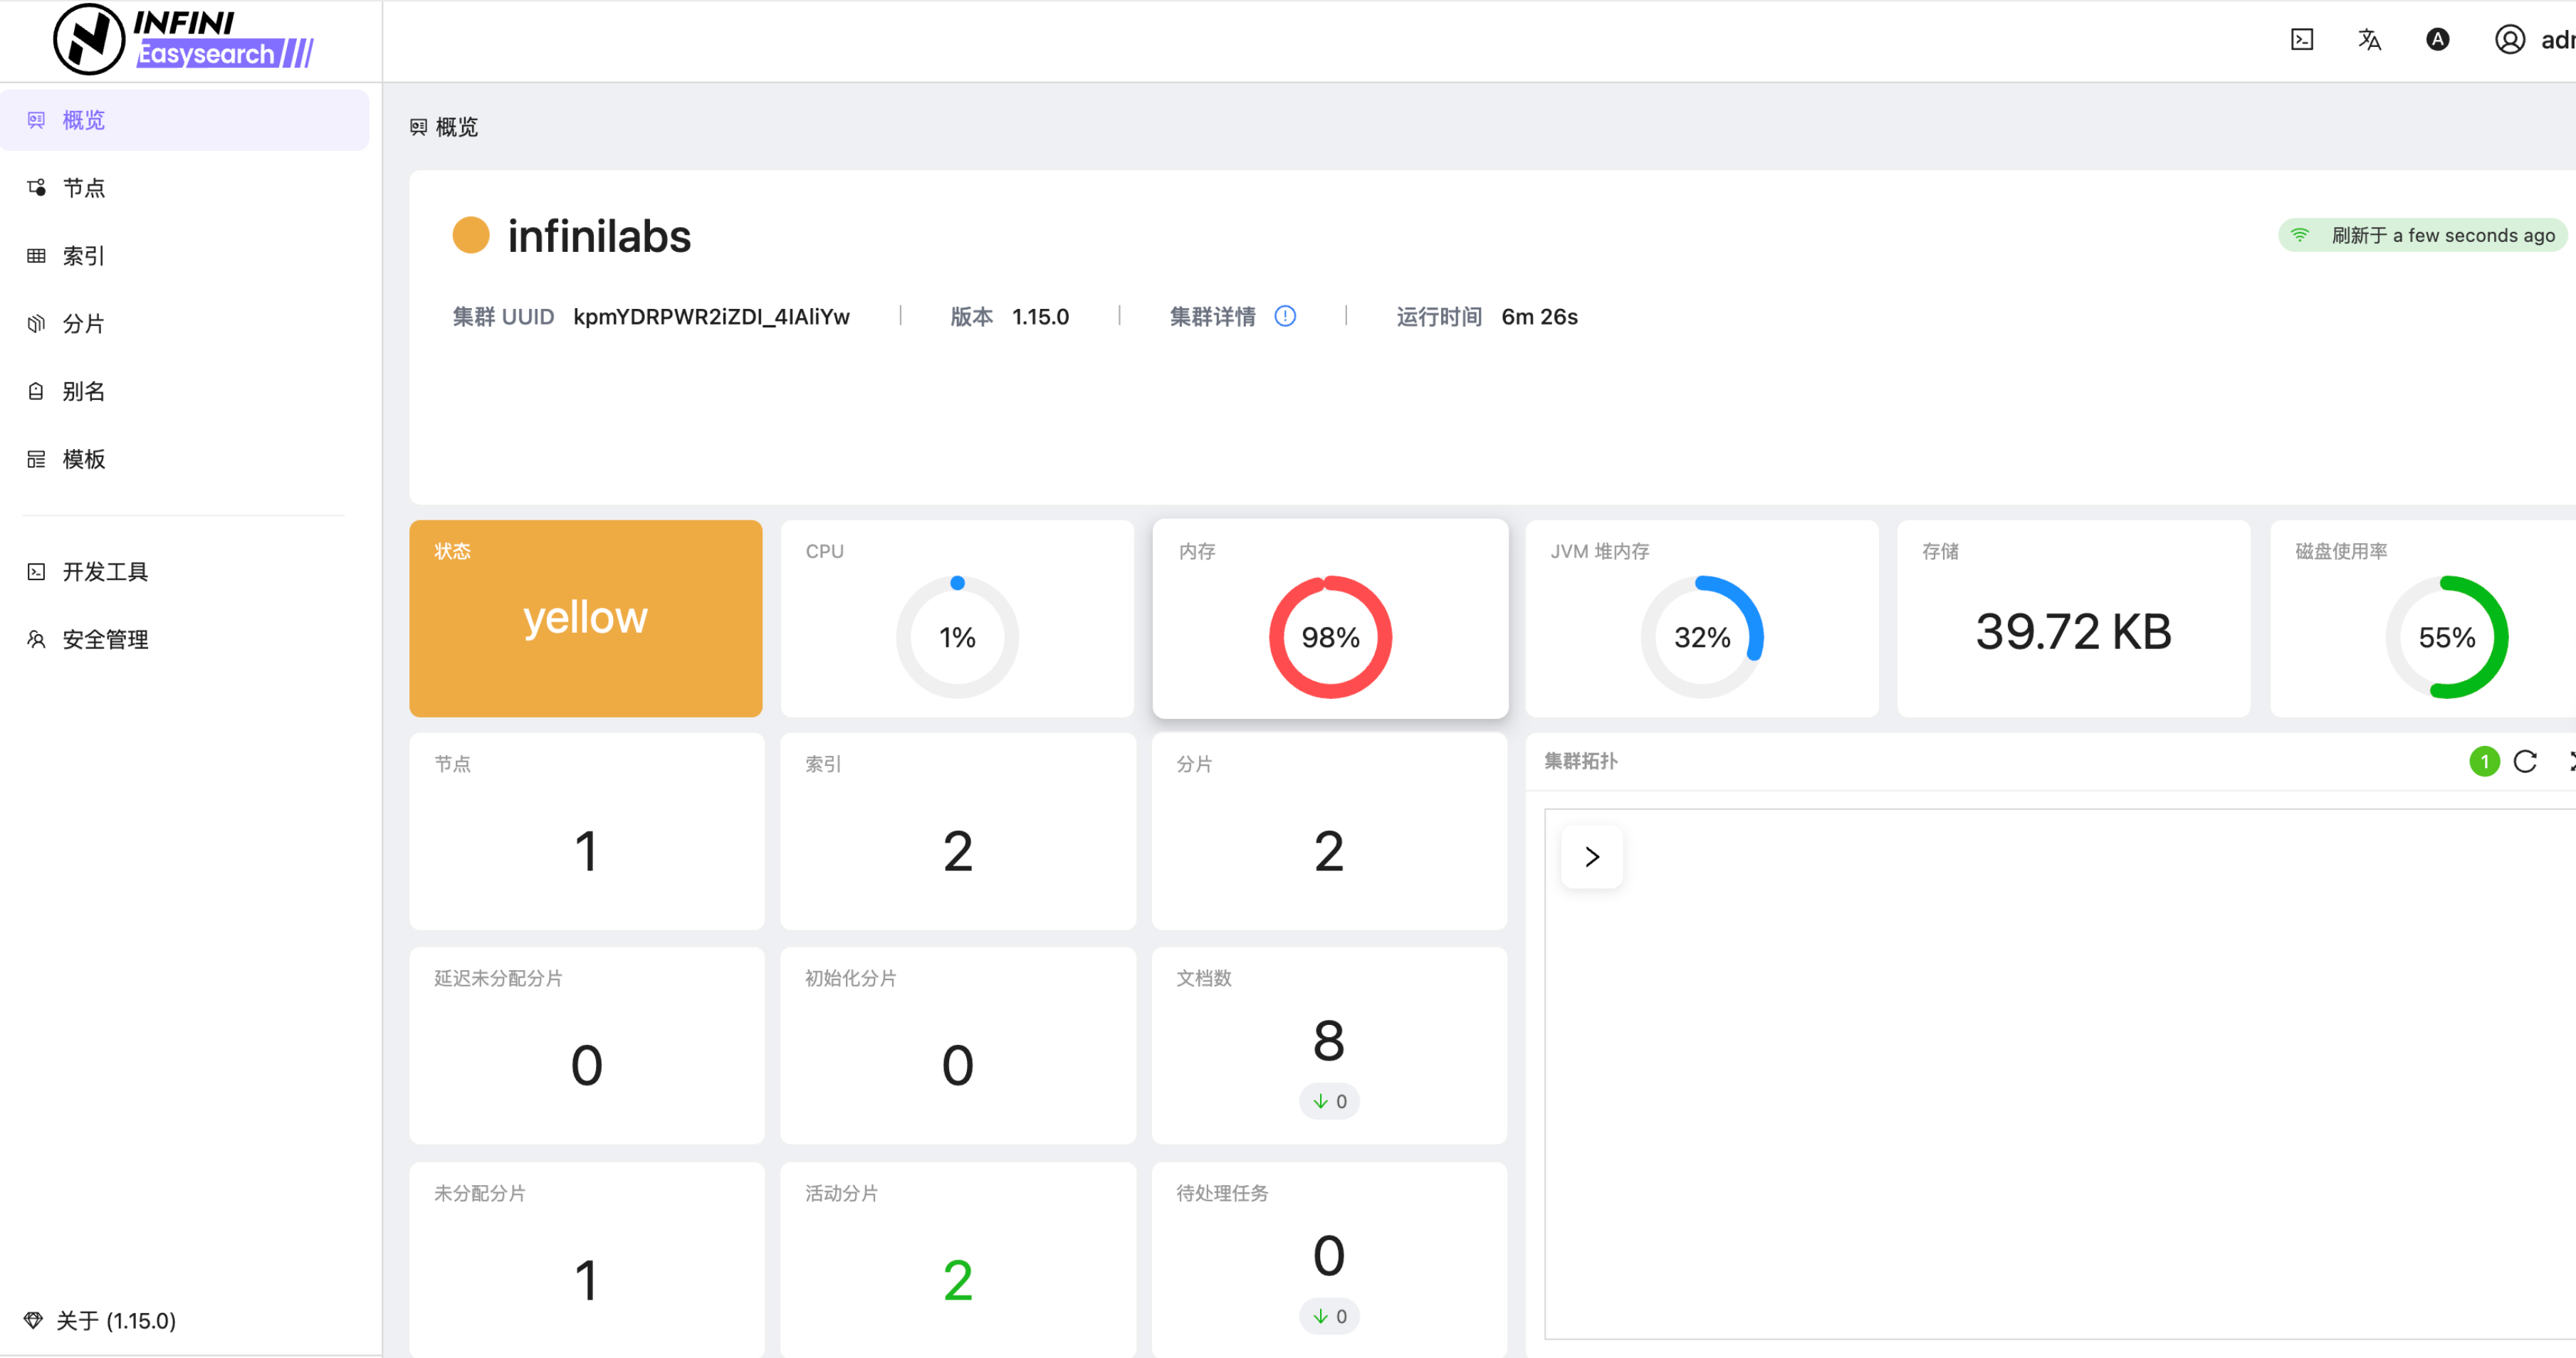 INFINI
Easysearch
adm
概览
节点
索引
分片
别名
模板
开发工具
安全管理
关于 (1.15.0)
概览
infinilabs
刷新于 a few seconds ago
集群 UUID kpmYDRPWR2iZDI_4IAliYw
版本 1.15.0
集群详情
运行时间 6m 26s
状态
yellow
CPU
1%
内存
98%
JVM 堆内存
32%
存储
39.72 KB
磁盘使用率
55%
节点
1
索引
2
分片
2
集群拓扑
1
延迟未分配分片
0
初始化分片
0
文档数
8
0
未分配分片
1
活动分片
2
待处理任务
0
0